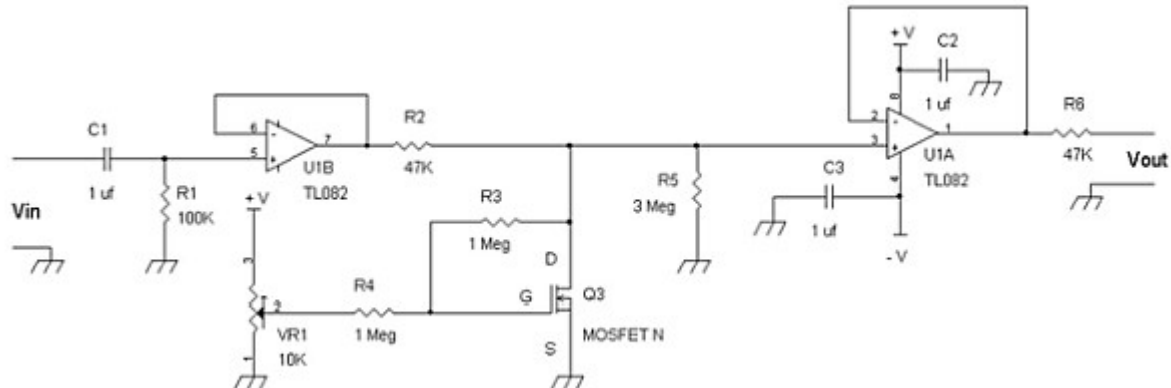 + V
C2
8
1 uf
2
-
3
+
1
U1A
TL082
4
- V
C3
1 uf
R6
47K
Vout
C1
1 uf
Vin
R1
100K
6
-
5
+
7
U1B
TL082
R2
47K
R3
1 Meg
R5
3 Meg
+ V
3
2
1
VR1
10K
R4
1 Meg
D
G
S
Q3
MOSFET N